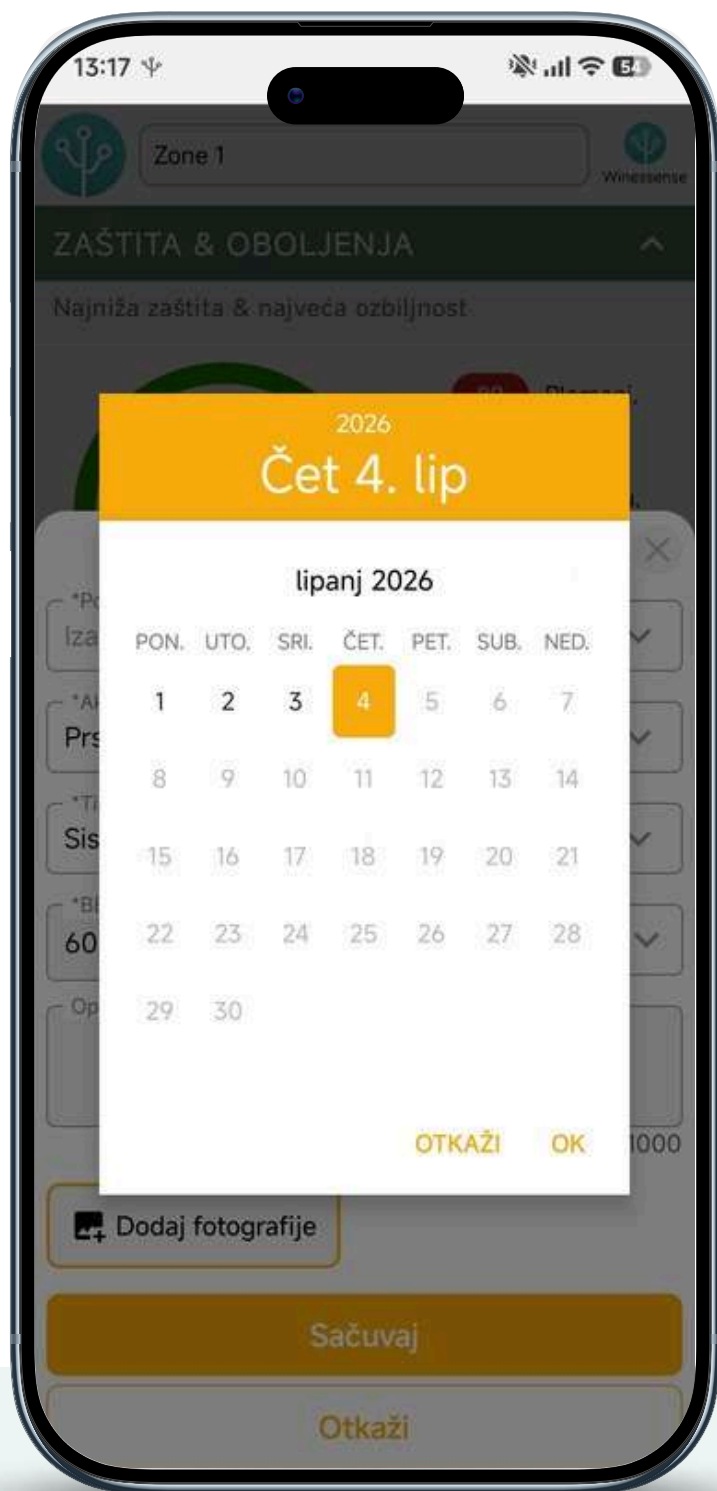 13:17
54
Zone 1
Winessense
ZAŠTITA & OBOLJENJA
Najniža zaštita & najveća ozbiljnost
2026
Čet 4. lip
lipanj 2026
PON. UTO. SRI. ČET. PET. SUB. NED.
1 2 3 4 5 6 7
8 9 10 11 12 13 14
15 16 17 18 19 20 21
22 23 24 25 26 27 28
29 30
60
OTKAŽI OK
1000
Dodaj fotografije
Sačuvaj
Otkaži